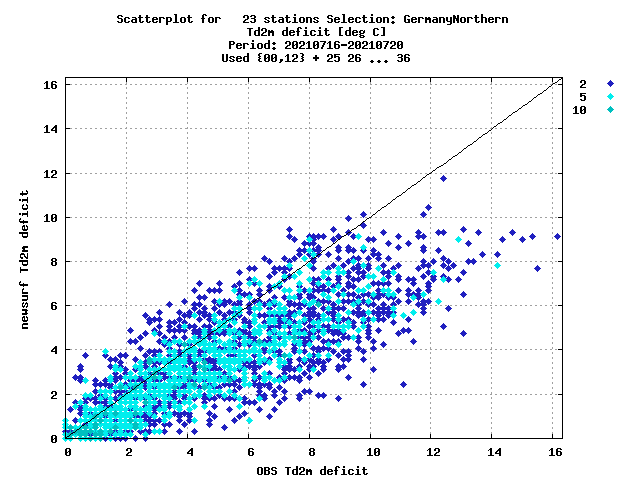 Scatterplot for 23 stations Selection: GermanyNorthern
Td2m deficit [deg C]
Period: 20210716-20210720
Used {00,12} + 25 26 ... 36
2
5
10
newsurf Td2m deficit
16
14
12
10
8
6
4
2
0
0 2 4 6 8 10 12 14 16
OBS Td2m deficit